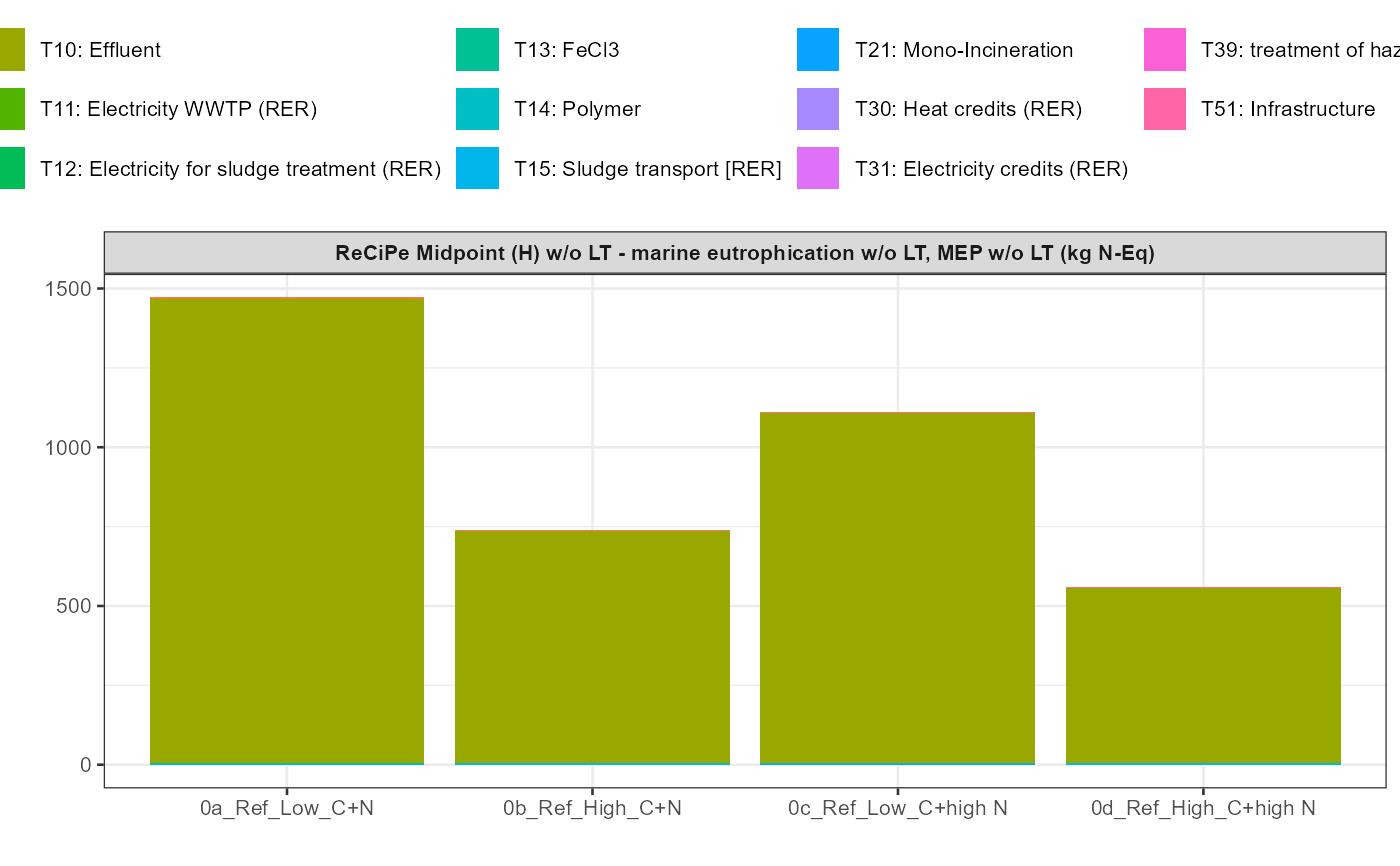 T10: Effluent
T13: FeCl3
T21: Mono-Incineration
T39: treatment of haz
T11: Electricity WWTP (RER)
T14: Polymer
T30: Heat credits (RER)
T51: Infrastructure
T12: Electricity for sludge treatment (RER)
T15: Sludge transport [RER]
T31: Electricity credits (RER)
ReCiPe Midpoint (H) w/o LT - marine eutrophication w/o LT, MEP w/o LT (kg N-Eq)
1500
1000
500
0
0a_Ref_Low_C+N
0b_Ref_High_C+N
0c_Ref_Low_C+high N
0d_Ref_High_C+high N